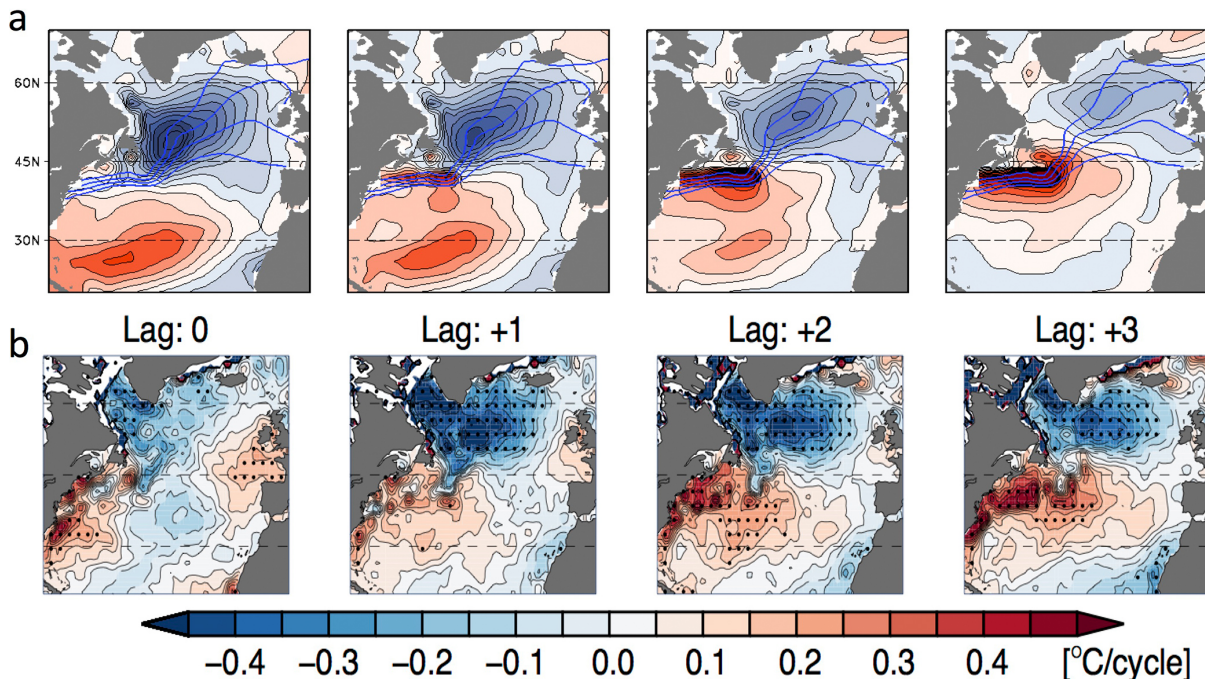 a
60N
45N
30N
Lag: 0 Lag: +1 Lag: +2 Lag: +3
b
−0.4 −0.3 −0.2 −0.1 0.0 0.1 0.2 0.3 0.4 [°C/cycle]